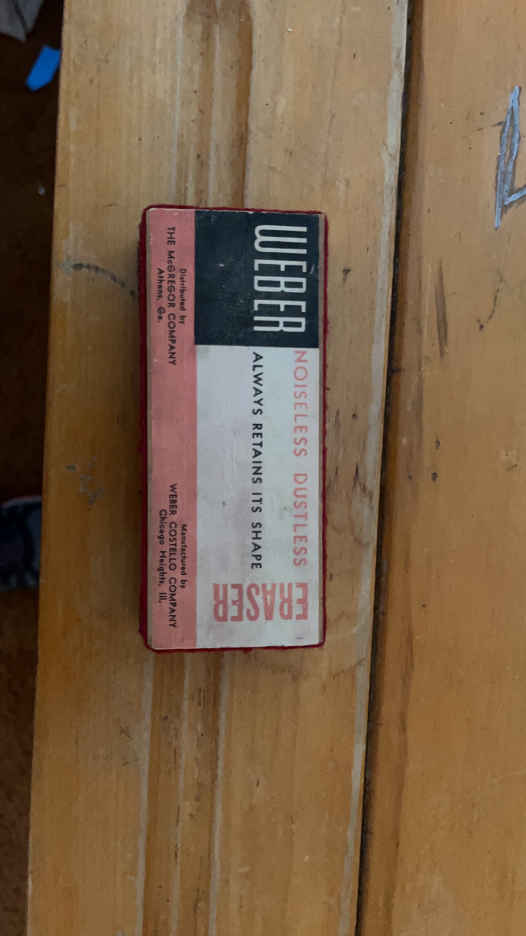 WEBER
NOISELESS DUSTLESS
ALWAYS RETAINS ITS SHAPE
ERASER
Distributed by
THE McGREGOR COMPANY
Athens, Ga.
Manufactured by
WEBER COSTELLO COMPANY
Chicago Heights, Ill.